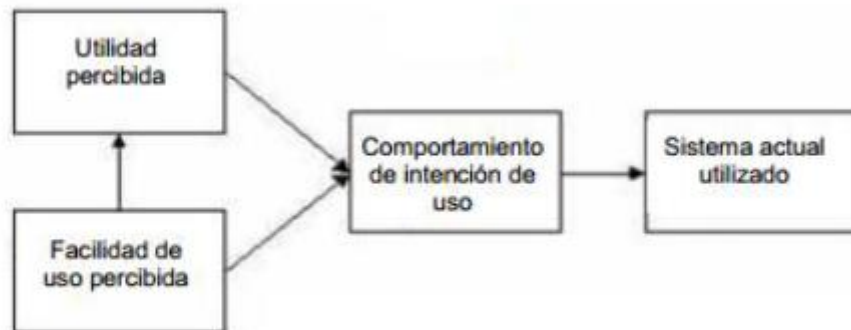 Utilidad
percibida
Comportamiento
de intención de
uso
Sistema actual
utilizado
Facilidad de
uso percibida